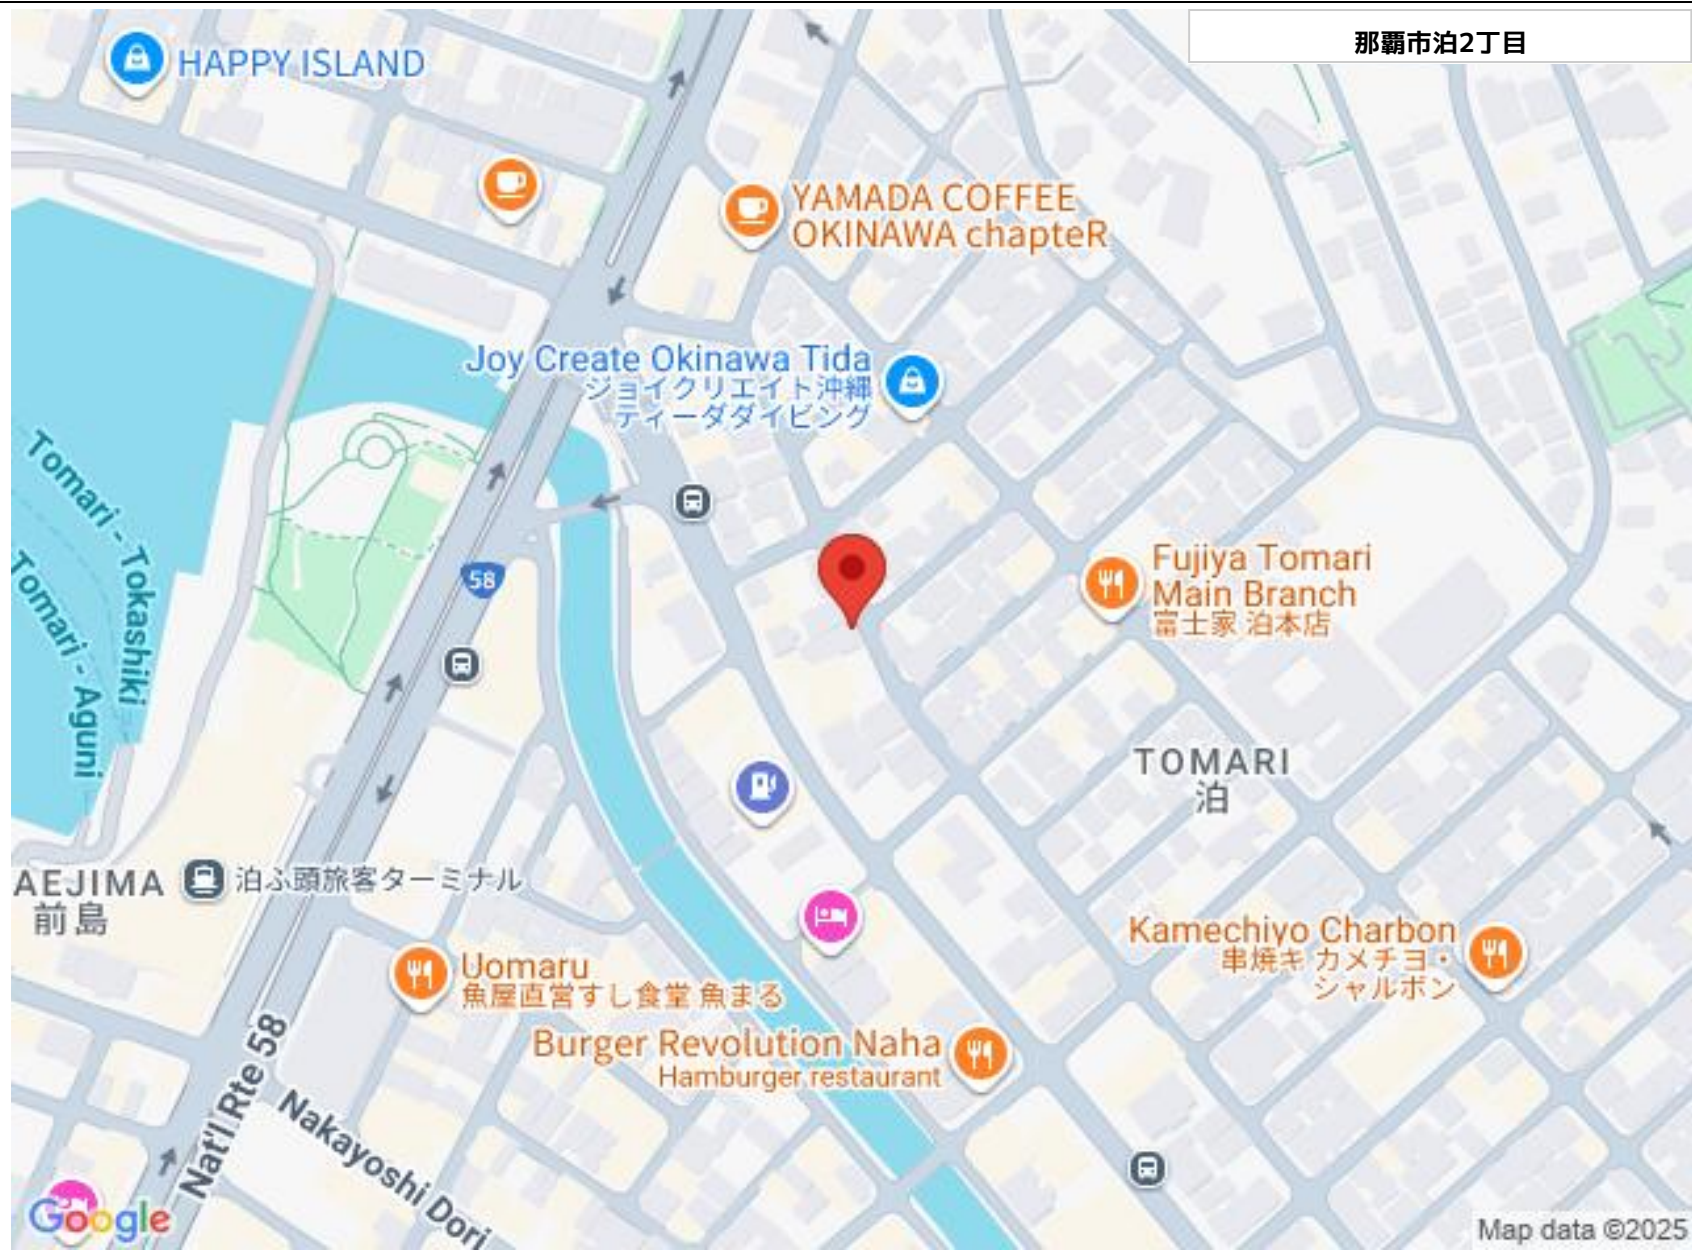 那覇市泊2丁目
HAPPY ISLAND
YAMADA COFFEE
OKINAWA chapteR
Joy Create Okinawa Tida
ジョイクリエイト沖縄
ティーダダイビング
Tomari - Tokashiki
Tomari - Aguni
58
Fujiya Tomari
Main Branch
富士家 泊本店
TOMARI
泊
AEJIMA
前島
泊ふ頭旅客ターミナル
Uomaru
魚屋直営すし食堂 魚まる
Kamechiyo Charbon
串焼キ カメチヨ・
シャルボン
Burger Revolution Naha
Hamburger restaurant
Nat'l Rte 58
Nakayoshi Dori
Google
Map data ©2025